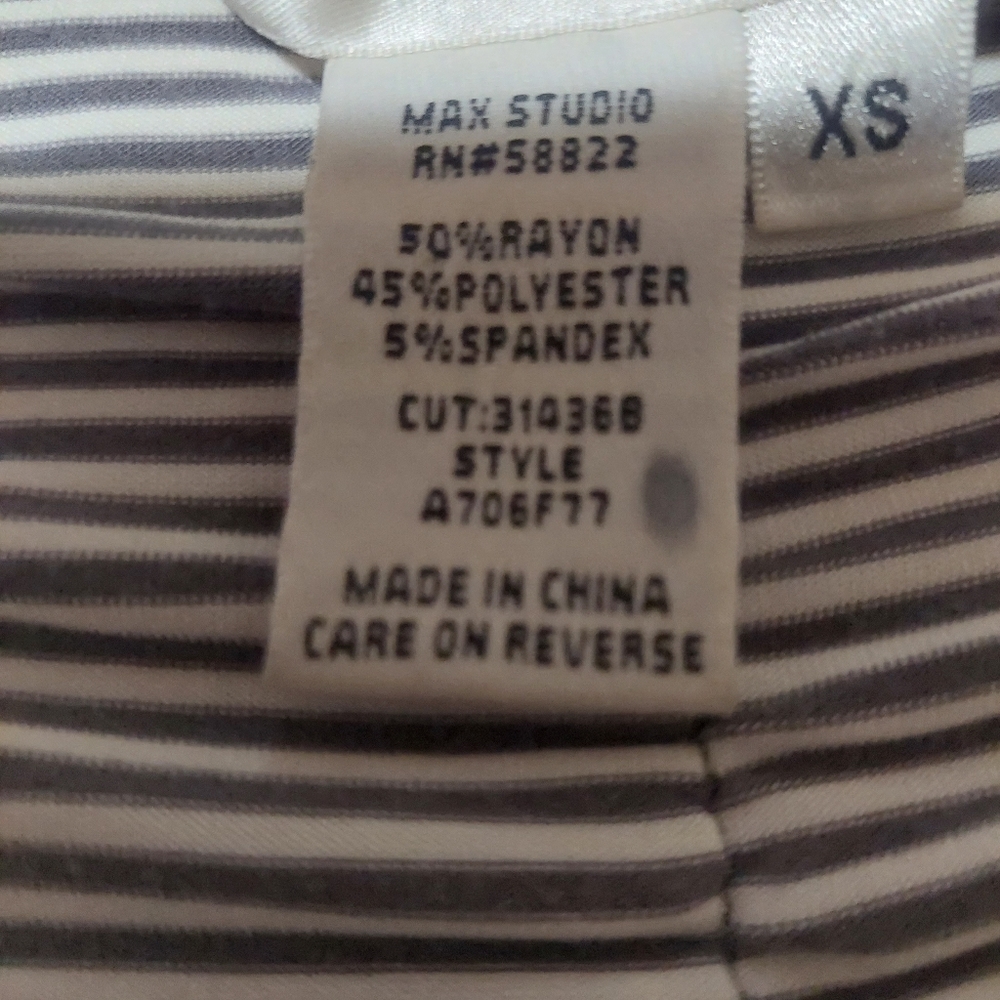 MAX STUDIO
RN#58822
50%RAYON
45%POLYESTER
5%SPANDEX
CUT:314368
STYLE
A706F77
MADE IN CHINA
CARE ON REVERSE
XS